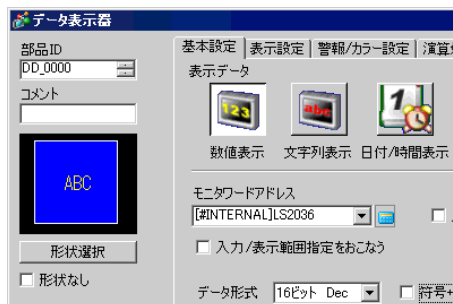 データ表示器
部品ID
DD_0000
コメント
ABC
形状選択
形状なし
基本設定 表示設定 警報/カラー設定 演算
表示データ
123 abc 1
数値表示 文字列表示 日付/時間表示
モニタワードアドレス
[#INTERNAL]LS2036
入力/表示範囲指定をおこなう
データ形式 16ビット Dec 符号+